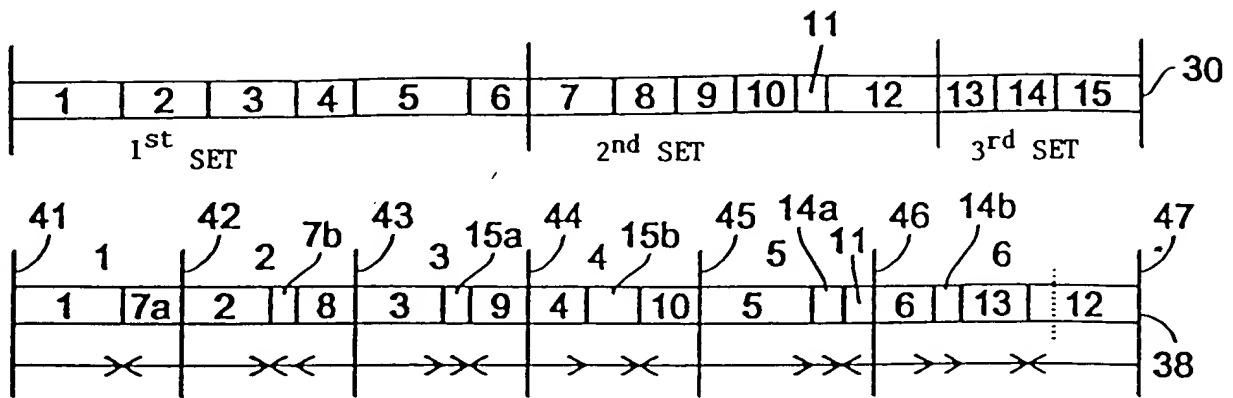 11
1 2 3 4 5 6 7 8 9 10 12 13 14 15 30
1st SET 2nd SET 3rd SET
41 42 7b 43 15a 44 15b 45 14a 11 46 14b 47
1 2 3 4 5 6
1 7a 2 8 3 9 4 10 5 6 13 12
38